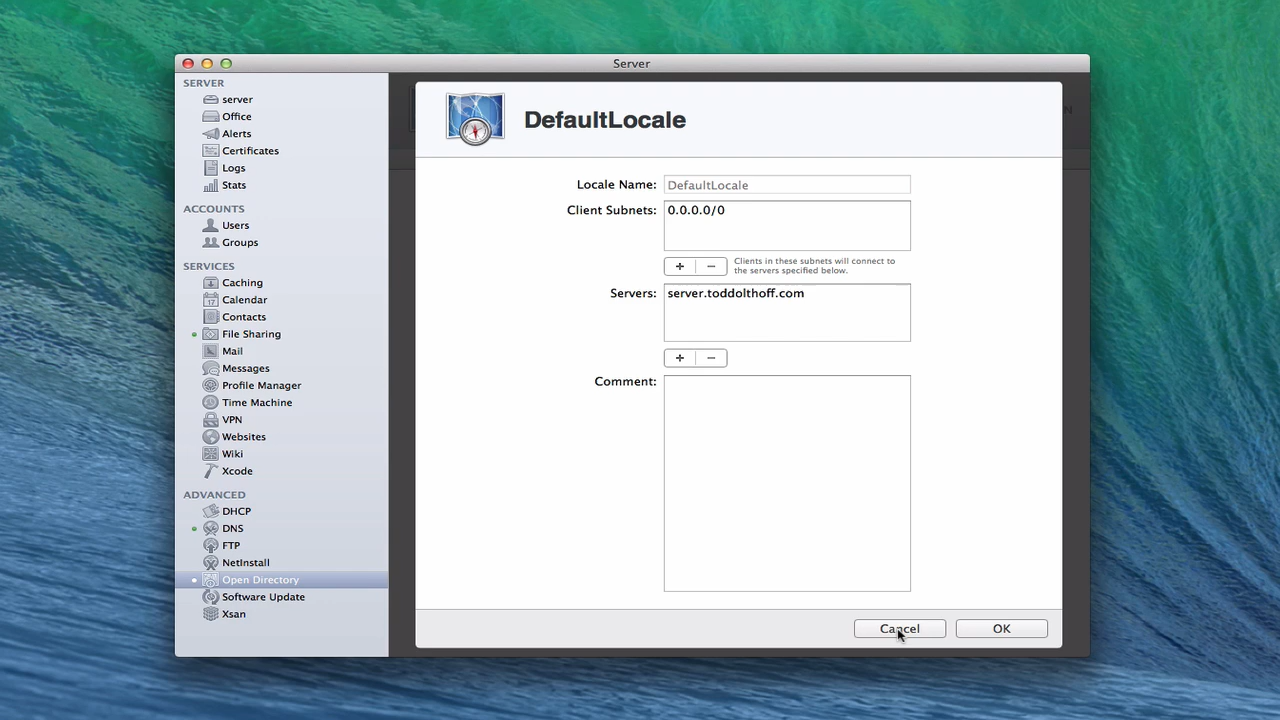 Server
SERVER
server
Office
Alerts
Certificates
Logs
Stats
ACCOUNTS
Users
Groups
SERVICES
Caching
Calendar
17
Contacts
File Sharing
Mail
Messages
Profile Manager
Time Machine
VPN
Websites
Wiki
Xcode
ADVANCED
DHCP
DNS
FTP
NetInstall
Open Directory
Software Update
Xsan
DefaultLocale
Locale Name: DefaultLocale
Client Subnets: 0.0.0.0/0
+ − Clients in these subnets will connect to
the servers specified below.
Servers: server.toddolthoff.com
+ −
Comment:
Cancel OK